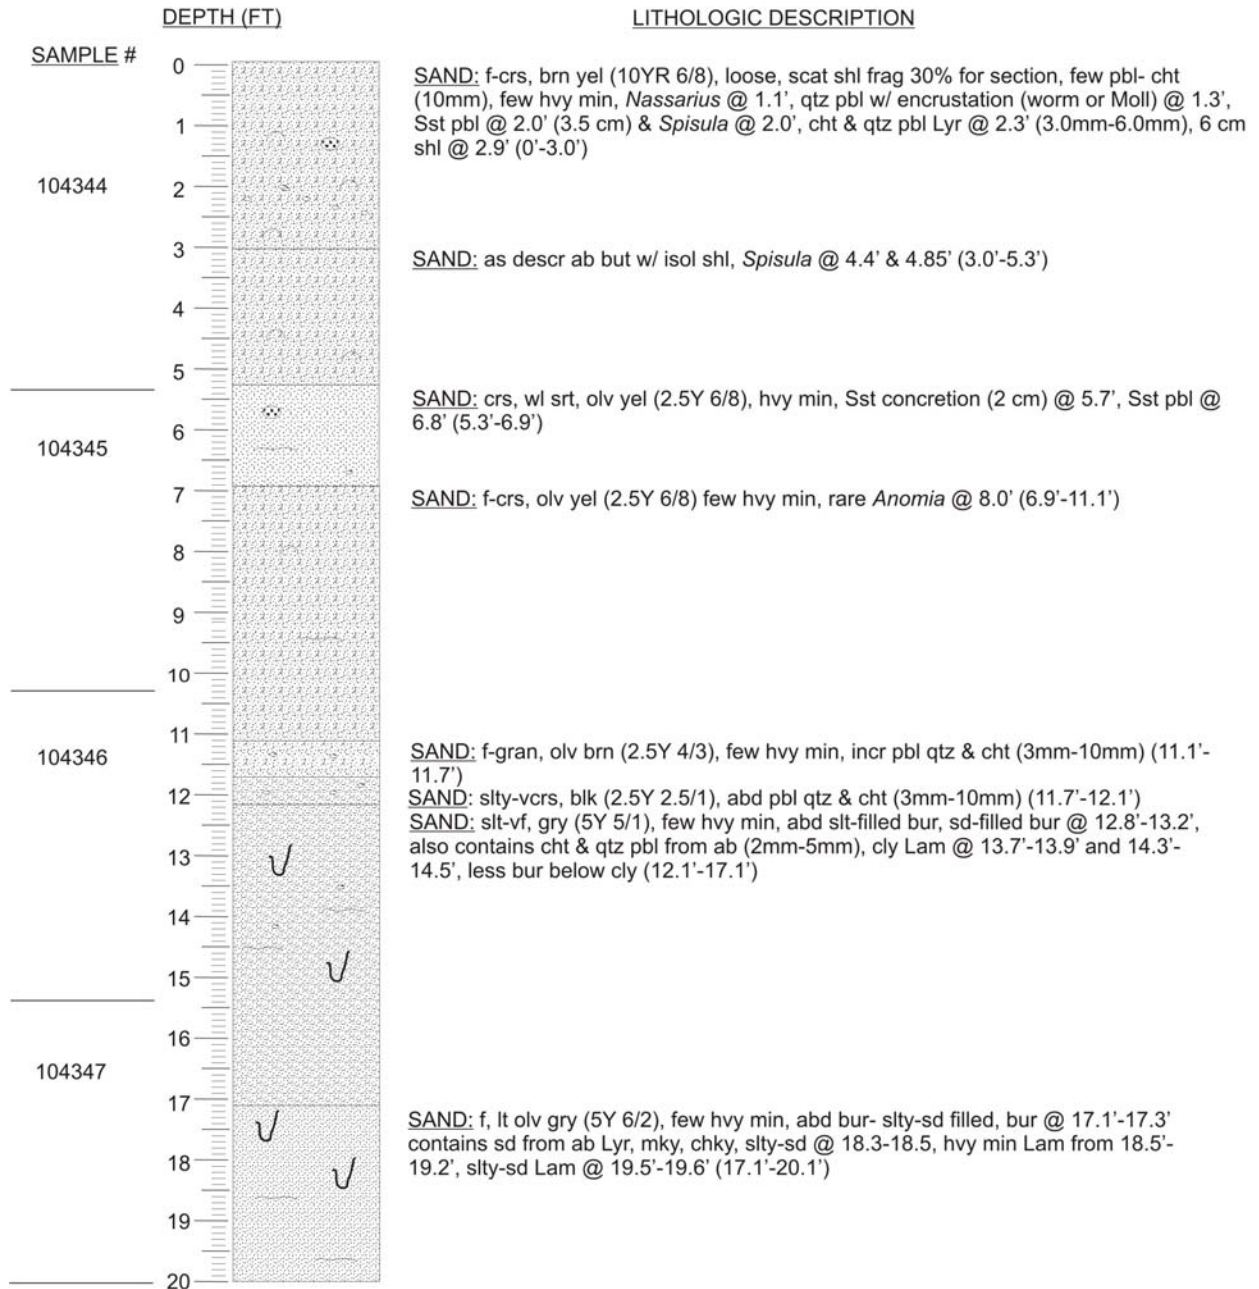 DEPTH (FT)
LITHOLOGIC DESCRIPTION
SAMPLE #
0
SAND: f-crs, brn yel (10YR 6/8), loose, scat shl frag 30% for section, few pbl- cht
(10mm), few hvy min, Nassarius @ 1.1’, qtz pbl w/ encrustation (worm or Moll) @ 1.3’,
Sst pbl @ 2.0’ (3.5 cm) & Spisula @ 2.0’, cht & qtz pbl Lyr @ 2.3’ (3.0mm-6.0mm), 6 cm
shl @ 2.9’ (0’-3.0’)
1
104344
2
3
SAND: as descr ab but w/ isol shl, Spisula @ 4.4’ & 4.85’ (3.0’-5.3’)
4
5
SAND: crs, wl srt, olv yel (2.5Y 6/8), hvy min, Sst concretion (2 cm) @ 5.7’, Sst pbl @
6.8’ (5.3’-6.9’)
6
104345
7
SAND: f-crs, olv yel (2.5Y 6/8) few hvy min, rare Anomia @ 8.0’ (6.9’-11.1’)
8
9
10
11
104346
SAND: f-gran, olv brn (2.5Y 4/3), few hvy min, incr pbl qtz & cht (3mm-10mm) (11.1’-
11.7’)
12
SAND: slty-vcrs, blk (2.5Y 2.5/1), abd pbl qtz & cht (3mm-10mm) (11.7’-12.1’)
SAND: slt-vf, gry (5Y 5/1), few hvy min, abd slt-filled bur, sd-filled bur @ 12.8’-13.2’,
also contains cht & qtz pbl from ab (2mm-5mm), cly Lam @ 13.7’-13.9’ and 14.3’-
14.5’, less bur below cly (12.1’-17.1’)
13
14
15
16
104347
17
SAND: f, lt olv gry (5Y 6/2), few hvy min, abd bur- slty-sd filled, bur @ 17.1’-17.3’
contains sd from ab Lyr, mky, chky, slty-sd @ 18.3-18.5, hvy min Lam from 18.5’-
19.2’, slty-sd Lam @ 19.5’-19.6’ (17.1’-20.1’)
18
19
20